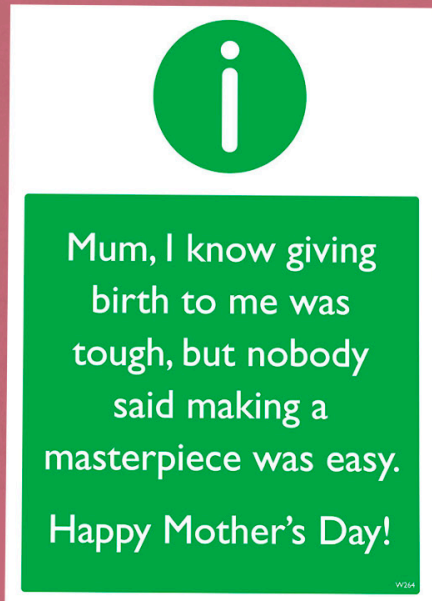 i
Mum, I know giving
birth to me was
tough, but nobody
said making a
masterpiece was easy.
Happy Mother's Day!
W264